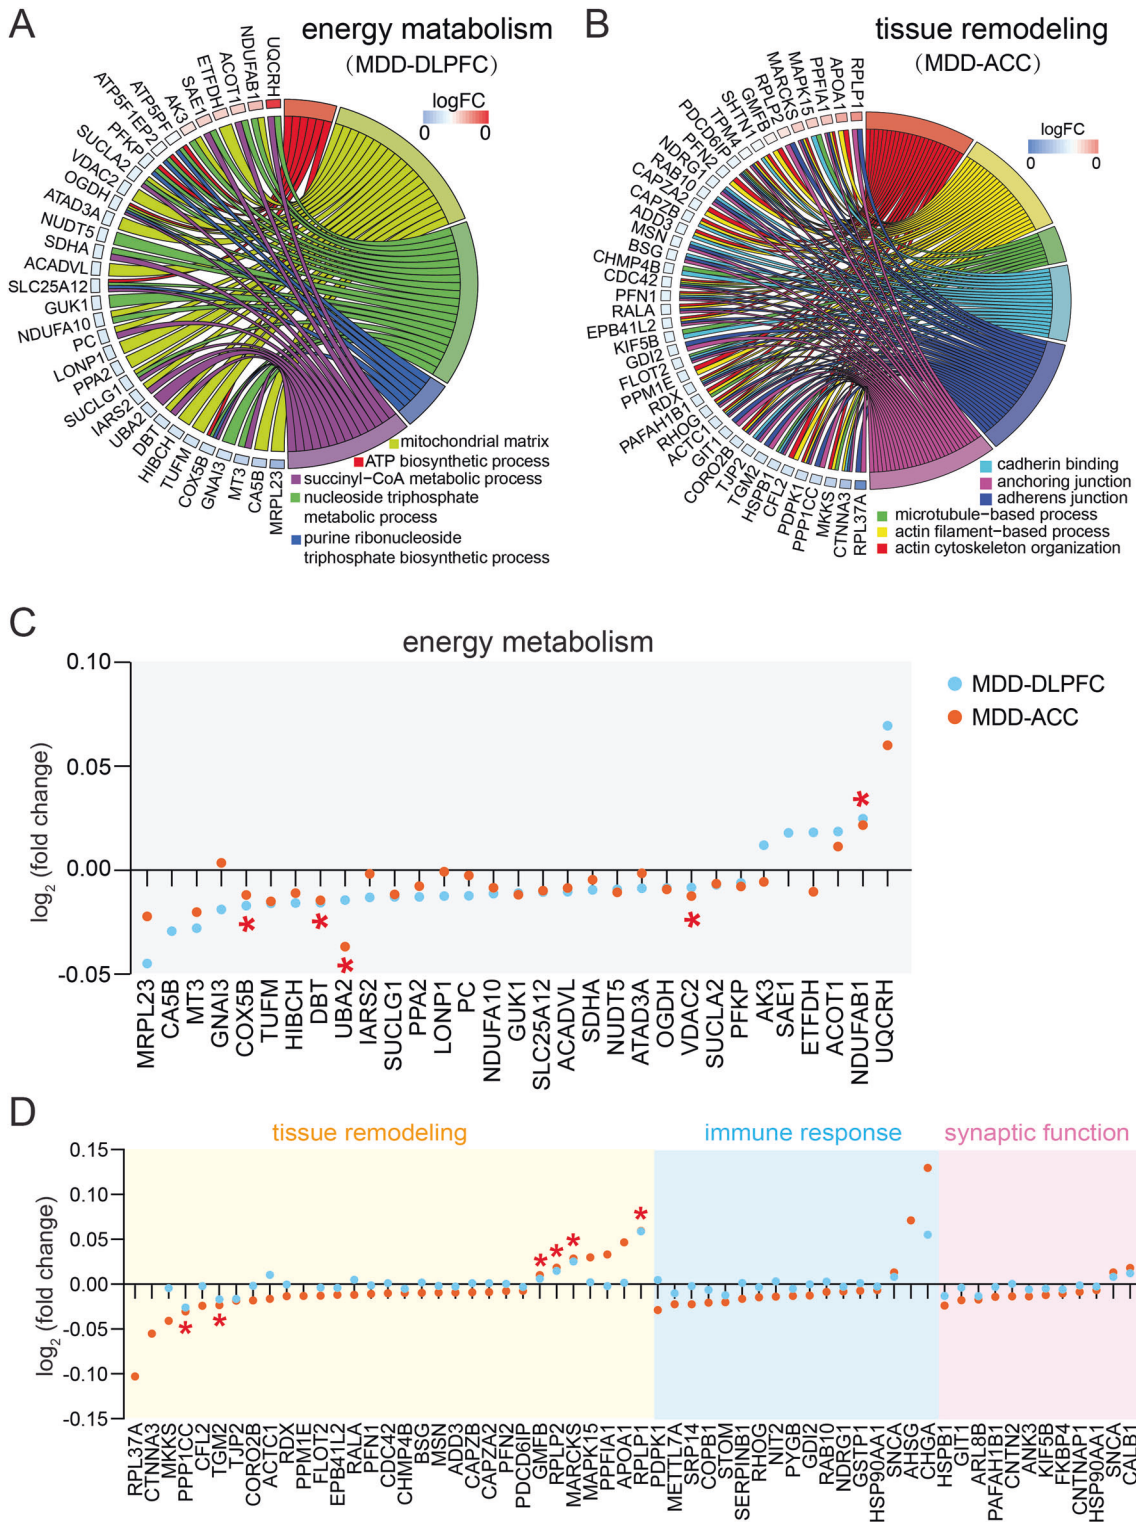 A
energy matabolism
(MDD-DLPFC)
logFC
0 0
UQCRH
NDUFAB1
ACOT1
ETFDH
SAE1
AK3
ATP5PF
ATP5F1EP2
PFKP
SUCLA2
VDAC2
OGDH
ATAD3A
NUDT5
SDHA
ACADVL
SLC25A12
GUK1
NDUFA10
PC
LONP1
PPA2
SUCLG1
IARS2
UBA2
DBT
HIBCH
TUFM
COX5B
GNAI3
MT3
CA5B
MRPL23
mitochondrial matrix
ATP biosynthetic process
succinyl-CoA metabolic process
nucleoside triphosphate
metabolic process
purine ribonucleoside
triphosphate biosynthetic process
B
tissue remodeling
(MDD-ACC)
logFC
0 0
RPLP1
APOA1
PPFIA1
MAPK15
MARCKS
RPLP2
GMFB
SHTN1
TPM4
PDCD6IP
PFN2
NDRG1
RAB10
CAPZA2
CAPZB
ADD3
MSN
BSG
CHMP4B
CDC42
PFN1
RALA
EPB41L2
KIF5B
GDI2
FLOT2
PPM1E
RDX
PAFAH1B1
RHOG
ACTC1
GIT1
CORO2B
TJP2
TGM2
HSPB1
CFL2
PDPK1
PPP1CC
MKKS
CTNNA3
RPL37A
cadherin binding
anchoring junction
adherens junction
microtubule-based process
actin filament-based process
actin cytoskeleton organization
C
energy metabolism
log2 (fold change)
0.10
0.05
0.00
-0.05
MDD-DLPFC
MDD-ACC
MRPL23
CA5B
MT3
GNAI3
COX5B
TUFM
HIBCH
DBT
UBA2
IARS2
SUCLG1
PPA2
LONP1
PC
NDUFA10
GUK1
SLC25A12
ACADVL
SDHA
NUDT5
ATAD3A
OGDH
VDAC2
SUCLA2
PFKP
AK3
SAE1
ETFDH
ACOT1
NDUFAB1
UQCRH
D
tissue remodeling
immune response
synaptic function
log2 (fold change)
0.15
0.10
0.05
0.00
-0.05
-0.10
-0.15
RPL37A
CTNNA3
MKKS
PPP1CC
CFL2
TGM2
TJP2
CORO2B
ACTC1
RDX
PPM1E
FLOT2
EPB41L2
RALA
PFN1
CDC42
CHMP4B
BSG
MSN
ADD3
CAPZB
CAPZA2
PFN2
PDCD6IP
GMFB
RPLP2
MARCKS
MAPK15
PPFIA1
APOA1
RPLP1
PDPK1
METTL7A
SRP14
COPB1
STOM
SERPINB1
RHOG
NIT2
PYGB
GDI2
RAB10
NDRG1
GSTP1
HSP90AA1
SNCA
AHSG
CHGA
HSPB1
GIT1
ARL8B
PAFAH1B1
CNTN2
ANK3
KIF5B
FKBP4
CNTNAP1
HSP90AA1
SNCA
CALB1